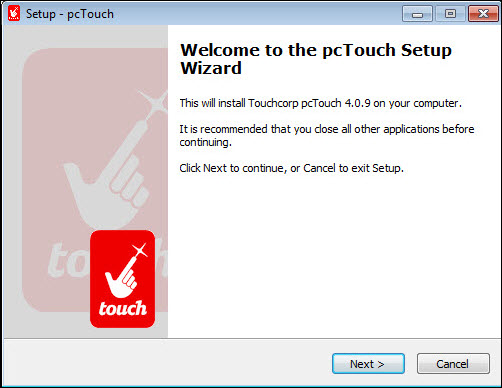 Setup - pcTouch
Welcome to the pcTouch Setup
Wizard
This will install Touchcorp pcTouch 4.0.9 on your computer.
It is recommended that you close all other applications before
continuing.
Click Next to continue, or Cancel to exit Setup.
touch
touch
Next >
Cancel